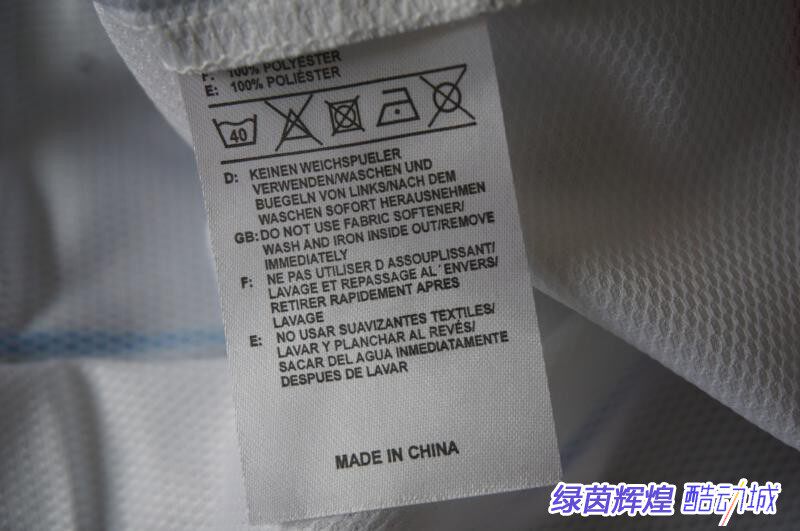 F: 100% POLYESTER
E: 100% POLIÉSTER
40
D: KEINEN WEICHSPUELER
VERWENDEN/WASCHEN UND
BUEGELN VON LINKS/NACH DEM
WASCHEN SOFORT HERAUSNEHMEN
GB: DO NOT USE FABRIC SOFTENER/
WASH AND IRON INSIDE OUT/REMOVE
IMMEDIATELY
F: NE PAS UTILISER D ASSOUPLISSANT/
LAVAGE ET REPASSAGE AL´ENVERS/
RETIRER RAPIDEMENT APRES
LAVAGE
E: NO USAR SUAVIZANTES TEXTILES/
LAVAR Y PLANCHAR AL REVÉS/
SACAR DEL AGUA INMEDIATAMENTE
DESPUES DE LAVAR
MADE IN CHINA
绿茵辉煌 酷动城